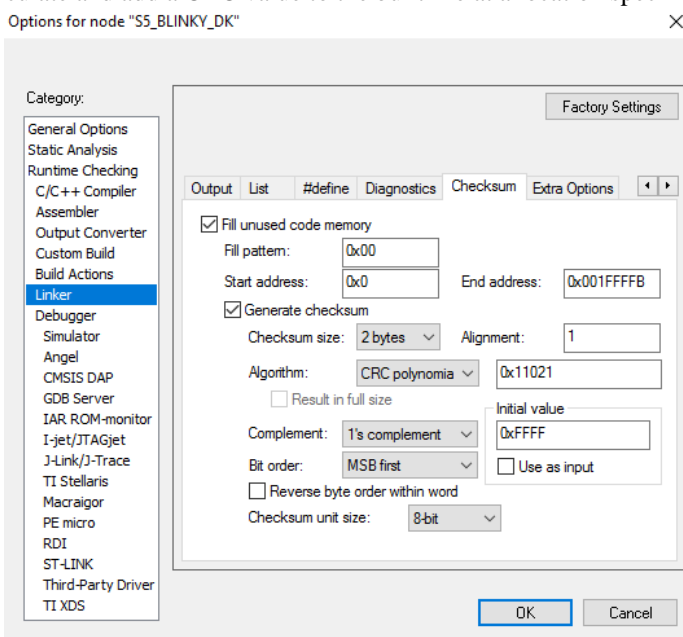 Options for node "S5_BLINKY_DK"
Category:
Factory Settings
General Options
Static Analysis
Runtime Checking
C/C++ Compiler
Assembler
Output Converter
Custom Build
Build Actions
Linker
Debugger
Simulator
Angel
CMSIS DAP
GDB Server
IAR ROM-monitor
I-jet/JTAGjet
J-Link/J-Trace
TI Stellaris
Macraigor
PE micro
RDI
ST-LINK
Third-Party Driver
TI XDS
Output List #define Diagnostics Checksum Extra Options
Fill unused code memory
Fill pattern: 0x00
Start address: 0x0 End address: 0x001FFFFB
Generate checksum
Checksum size: 2 bytes Alignment: 1
Algorithm: CRC polynomia 0x11021
Result in full size
Initial value
Complement: 1's complement 0xFFFF
Bit order: MSB first Use as input
Reverse byte order within word
Checksum unit size: 8-bit
OK Cancel